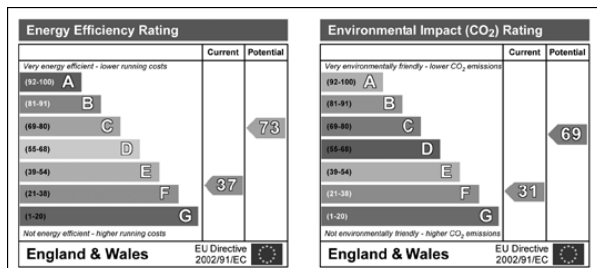 Energy Efficiency Rating
Current Potential
Very energy efficient - lower running costs
(92-100) A
(81-91) B
(69-80) C
73
(55-68) D
(39-54) E
(21-38) F
37
(1-20) G
Not energy efficient - higher running costs
England & Wales
EU Directive
2002/91/EC
Environmental Impact (CO₂) Rating
Current Potential
Very environmentally friendly - lower CO₂ emissions
(92-100) A
(81-91) B
(69-80) C
69
(55-68) D
(39-54) E
(21-38) F
31
(1-20) G
Not environmentally friendly - higher CO₂ emissions
England & Wales
EU Directive
2002/91/EC